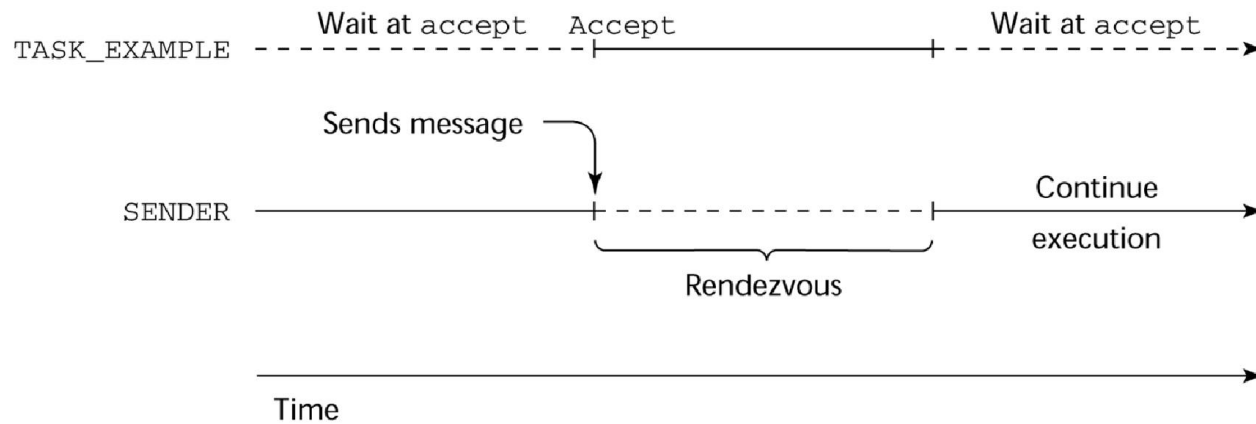 Wait at accept Accept Wait at accept
TASK_EXAMPLE
Sends message
SENDER
Continue
execution
Rendezvous
Time